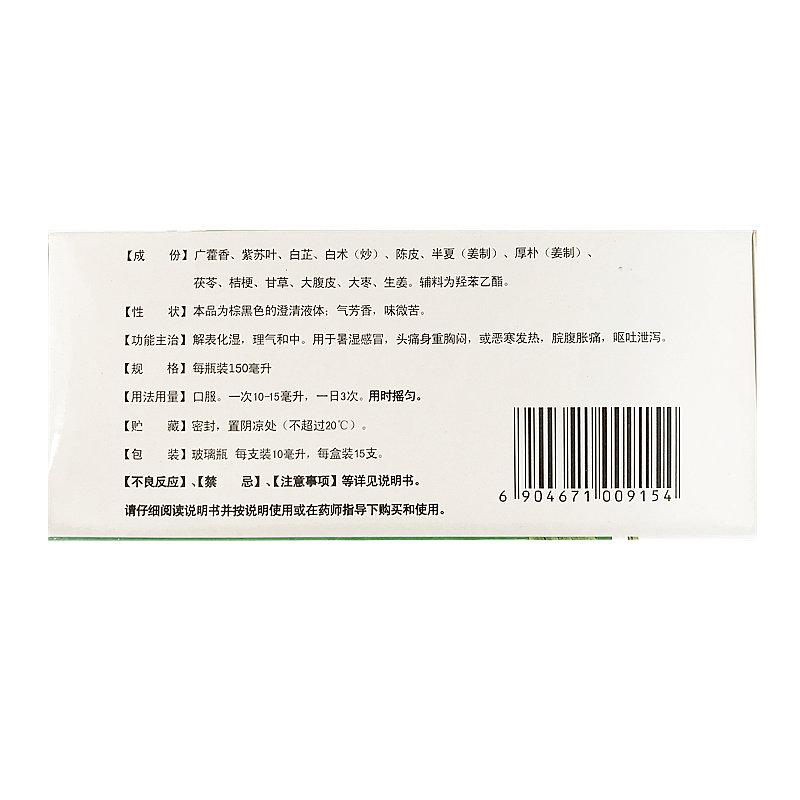 【成　份】广藿香、紫苏叶、白芷、白术（炒）、陈皮、半夏（姜制）、厚朴（姜制）、
茯苓、桔梗、甘草、大腹皮、大枣、生姜。辅料为羟苯乙酯。
【性　状】本品为棕黑色的澄清液体；气芳香，味微苦。
【功能主治】解表化湿，理气和中。用于暑湿感冒，头痛身重胸闷，或恶寒发热，脘腹胀痛，呕吐泄泻。
【规　格】每瓶装150毫升
【用法用量】口服。一次10-15毫升，一日3次。用时摇匀。
【贮　藏】密封，置阴凉处（不超过20℃）。
【包　装】玻璃瓶 每支装10毫升，每盒装15支。
【不良反应】、【禁　忌】、【注意事项】等详见说明书。
请仔细阅读说明书并按说明使用或在药师指导下购买和使用。
6 904671 009154